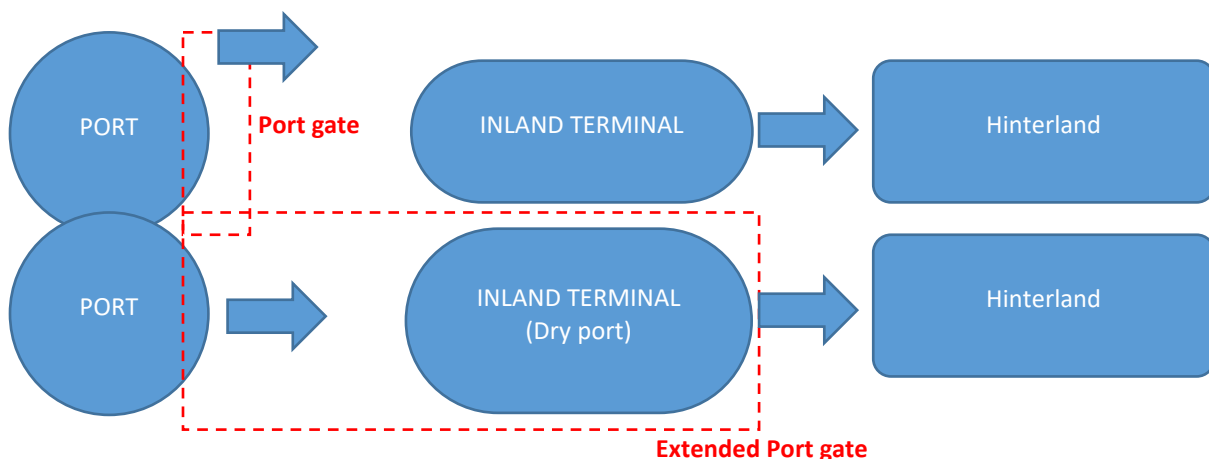 PORT
Port gate
INLAND TERMINAL
Hinterland
PORT
INLAND TERMINAL
(Dry port)
Hinterland
Extended Port gate